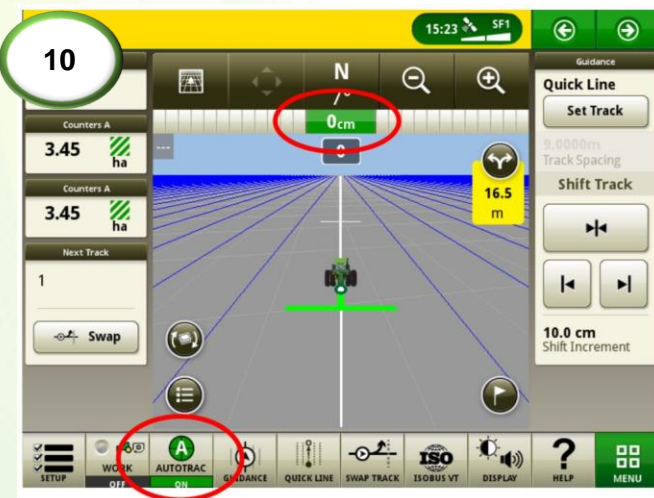 10
15:23 SF1
Guidance
Quick Line
Set Track
9.0000m
Track Spacing
Shift Track
10.0 cm
Shift Increment
Counters A
3.45 ha
Counters A
3.45 ha
Next Track
1
Swap
N
0cm
0
---
16.5
m
SETUP
WORK
OFF
A
AUTOTRAC
ON
GUIDANCE
QUICK LINE
SWAP TRACK
ISO
ISOBUS VT
DISPLAY
?
HELP
MENU